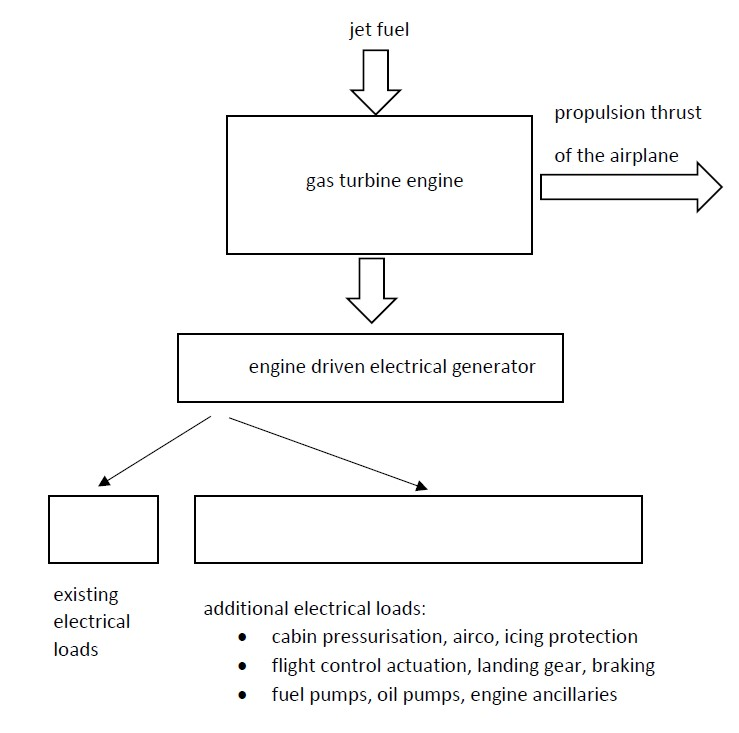 jet fuel
propulsion thrust
of the airplane
gas turbine engine
engine driven electrical generator
existing
electrical
loads
additional electrical loads:
• cabin pressurisation, airco, icing protection
• flight control actuation, landing gear, braking
• fuel pumps, oil pumps, engine ancillaries